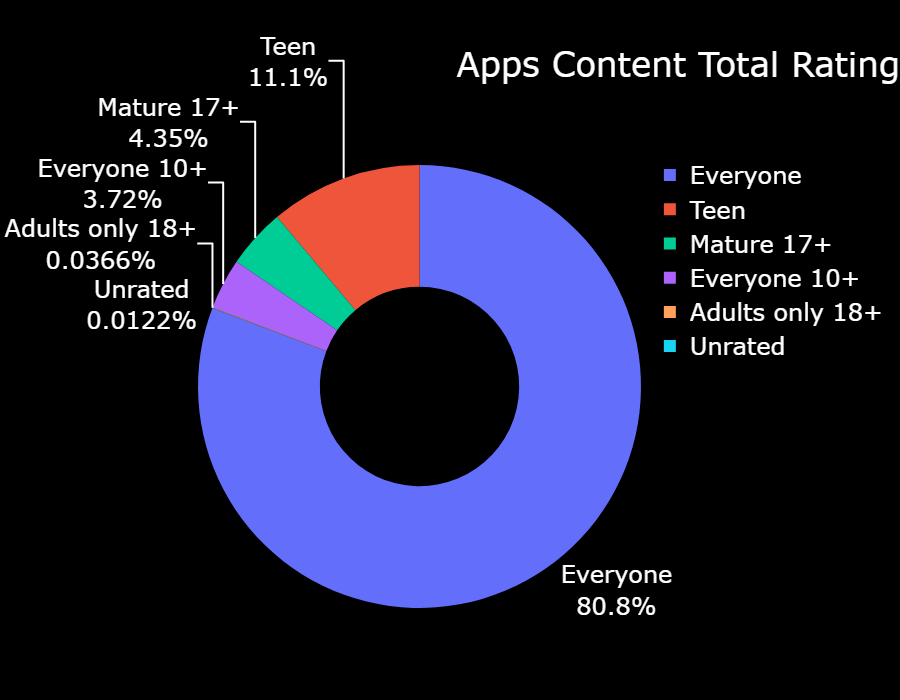 Apps Content Total Rating
Teen
11.1%
Mature 17+
4.35%
Everyone 10+
3.72%
Adults only 18+
0.0366%
Unrated
0.0122%
Everyone
80.8%
Everyone
Teen
Mature 17+
Everyone 10+
Adults only 18+
Unrated